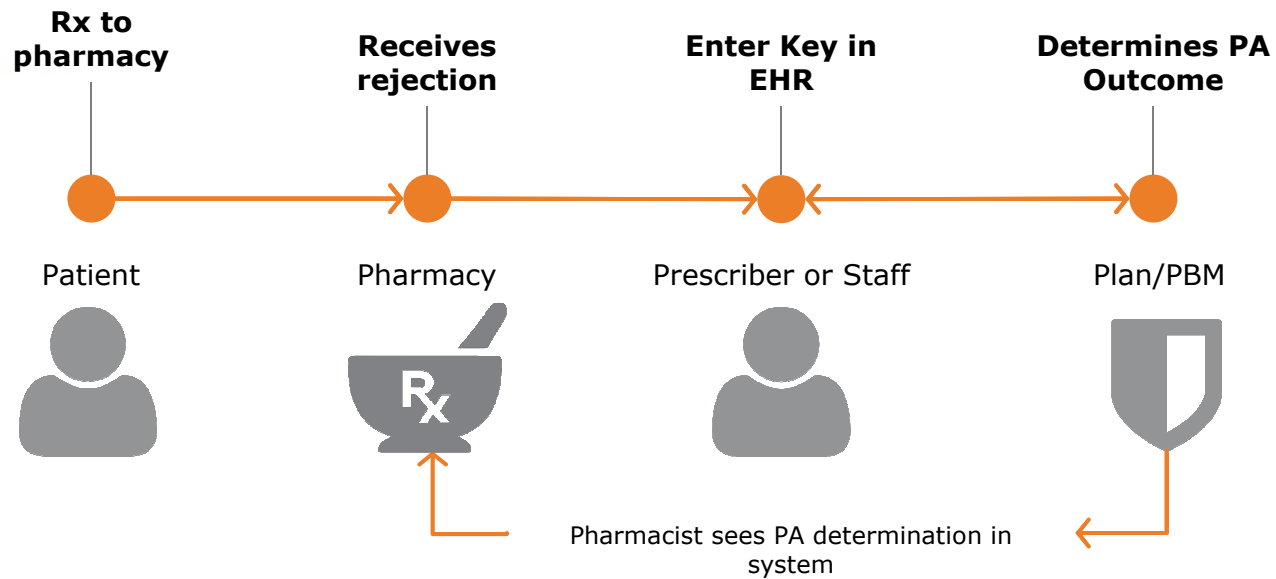 Rx to
pharmacy
Receives
rejection
Enter Key in
EHR
Determines PA
Outcome
Patient
Pharmacy
Prescriber or Staff
Plan/PBM
Rx
Pharmacist sees PA determination in
system